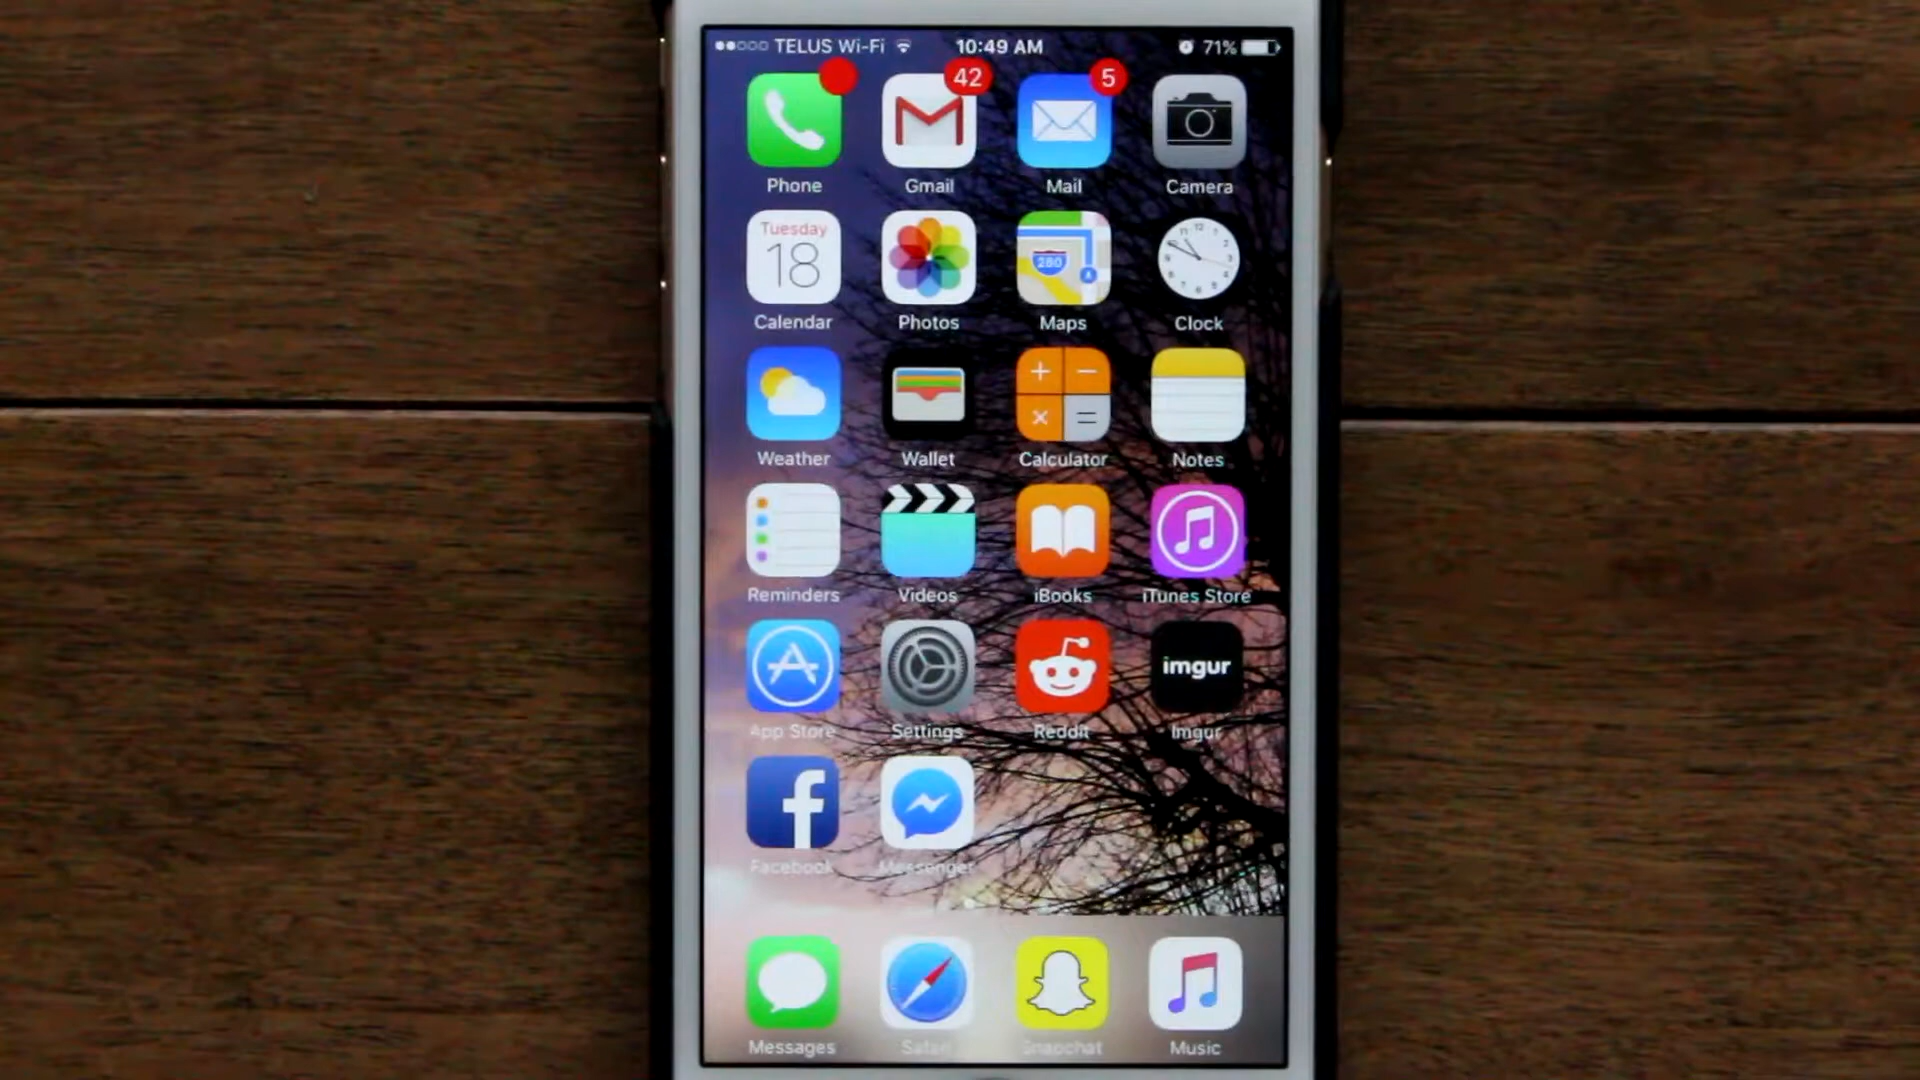 TELUS Wi-Fi 10:49 AM 71%
42 5
Phone Gmail Mail Camera
Tuesday
18
280
Calendar Photos Maps Clock
Weather Wallet Calculator Notes
Reminders Videos iBooks iTunes Store
imgur
App Store Settings Reddit Imgur
Facebook Messenger
Messages Safari Snapchat Music